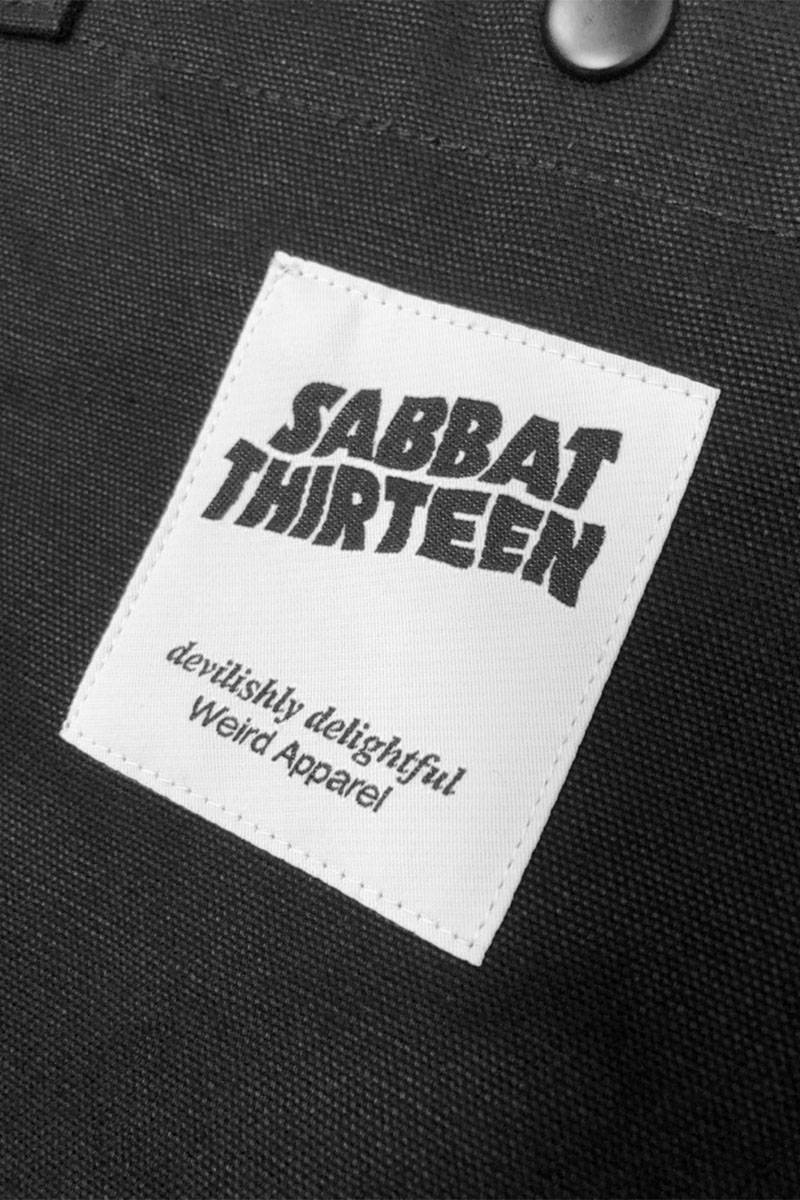 SABBAT
THIRTEEN
devilishly delightful
Weird Apparel